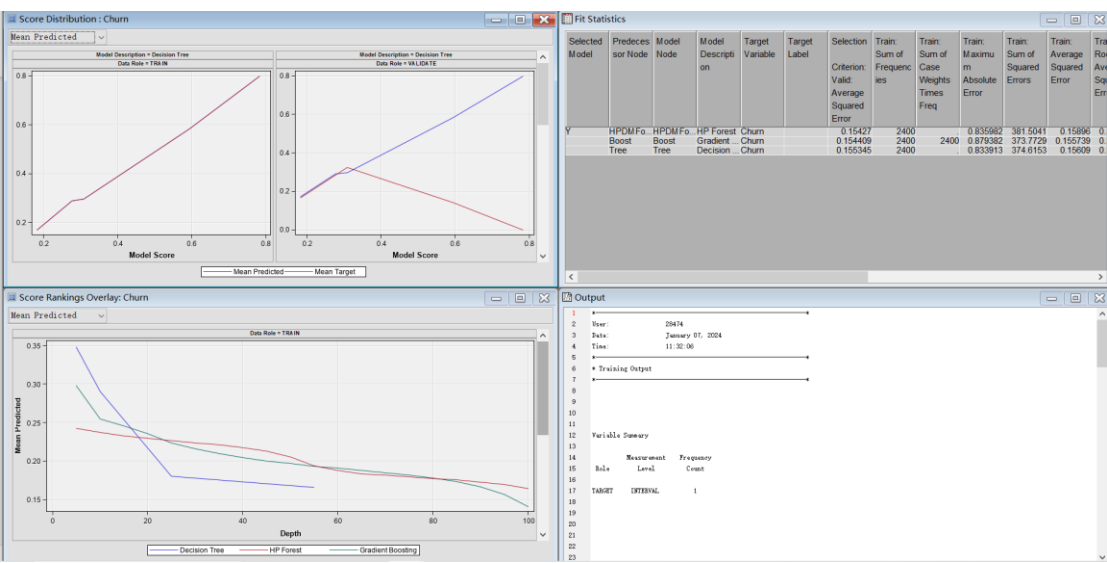 Score Distribution : Churn
Mean Predicted
Model Description = Decision Tree
Data Role = TRAIN
0.8
0.6
0.4
0.2
0.2 0.4 0.6 0.8
Model Score
Model Description = Decision Tree
Data Role = VALIDATE
0.8
0.6
0.4
0.2
0.0
0.2 0.4 0.6 0.8
Model Score
Mean Predicted Mean Target
Fit Statistics
Selected Model
Predecessor Node
Model Node
Model Description
Target Variable
Target Label
Selection Criterion: Valid: Average Squared Error
Train: Sum of Frequencies
Train: Sum of Case Weights Times Freq
Train: Maximum Absolute Error
Train: Sum of Squared Errors
Train: Average Squared Error
Y HPDMFo... HPDMFo... HP Forest Churn 0.15427 2400 . 0.835982 381.5041 0.15896 0.
Boost Boost Gradient ... Churn 0.154409 2400 2400 0.879382 373.7729 0.155739 0.
Tree Tree Decision ... Churn 0.155345 2400 . 0.833913 374.6153 0.15609 0.
Score Rankings Overlay: Churn
Mean Predicted
Data Role = TRAIN
Mean Predicted
0.35
0.30
0.25
0.20
0.15
0 20 40 60 80 100
Depth
Decision Tree HP Forest Gradient Boosting
Output
1 *------------------------------------------------------------*
2 User: 28474
3 Date: January 07, 2024
4 Time: 11:32:06
5 *------------------------------------------------------------*
6 * Training Output
7 *------------------------------------------------------------*
8
9
10
11
12 Variable Summary
13
14 Measurement Frequency
15 Role Level Count
16
17 TARGET INTERVAL 1
18
19
20
21
22
23